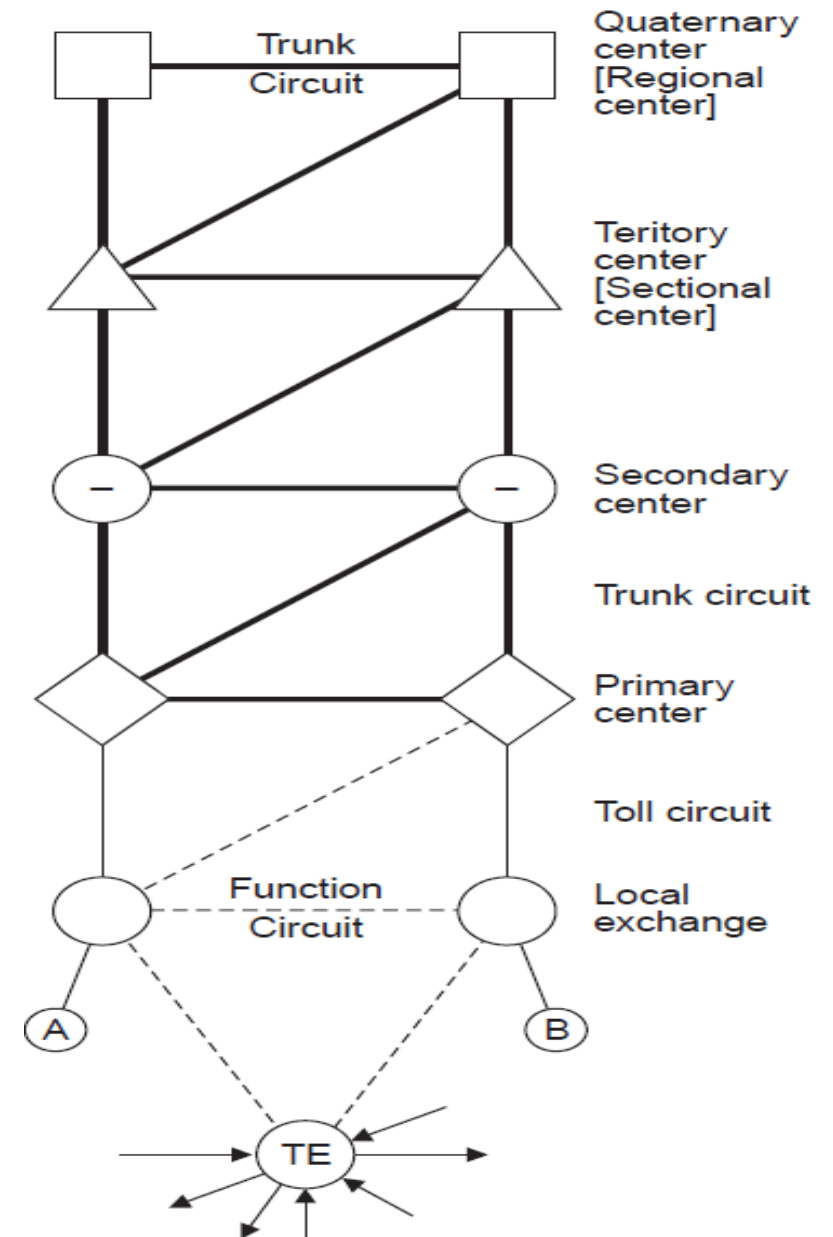 Trunk
Circuit
Quaternary
center
[Regional
center]
Teritory
center
[Sectional
center]
–
–
Secondary
center
Trunk circuit
Primary
center
Toll circuit
Function
Circuit
Local
exchange
A
B
TE